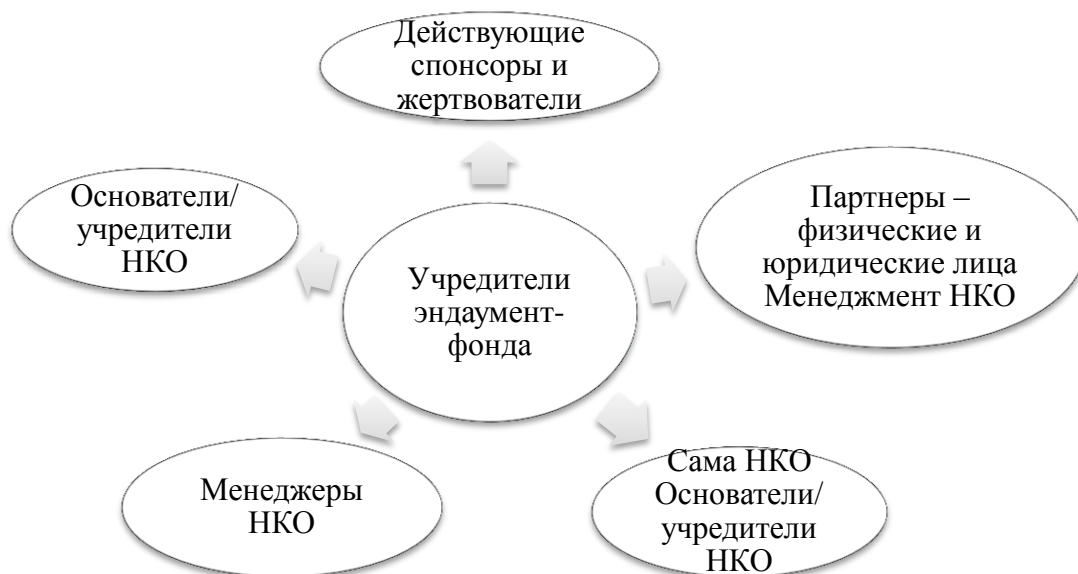 Действующие
спонсоры и
жертвователи
Основатели/
учредители
НКО
Партнеры –
физические и
юридические лица
Менеджмент НКО
Учредители
эндаумент-
фонда
Менеджеры
НКО
Сама НКО
Основатели/
учредители
НКО